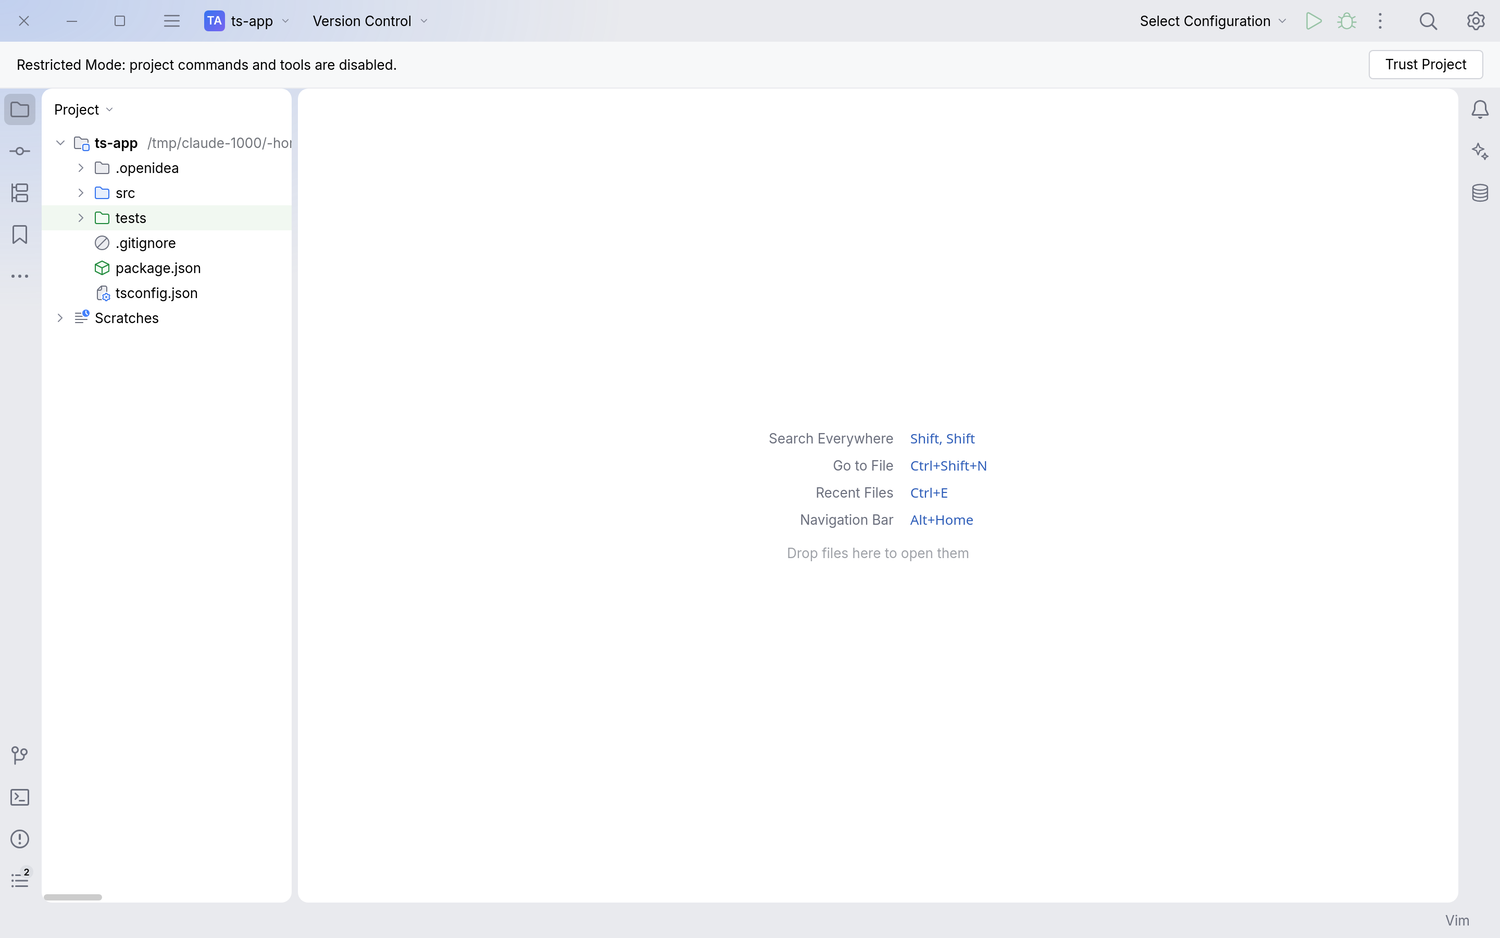 TA ts-app Version Control Select Configuration
Restricted Mode: project commands and tools are disabled. Trust Project
Project
ts-app /tmp/claude-1000/-hor
.openidea
src
tests
.gitignore
package.json
tsconfig.json
Scratches
Search Everywhere Shift, Shift
Go to File Ctrl+Shift+N
Recent Files Ctrl+E
Navigation Bar Alt+Home
Drop files here to open them
2
Vim